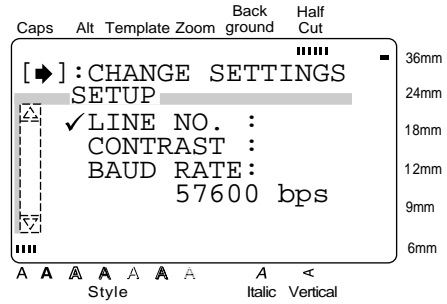 Back Half
Caps Alt Template Zoom ground Cut
[➡]:CHANGE SETTINGS
SETUP
✓LINE NO. :
CONTRAST :
BAUD RATE:
57600 bps
36mm
24mm
18mm
12mm
9mm
6mm
A A A A A A A A <
Style Italic Vertical